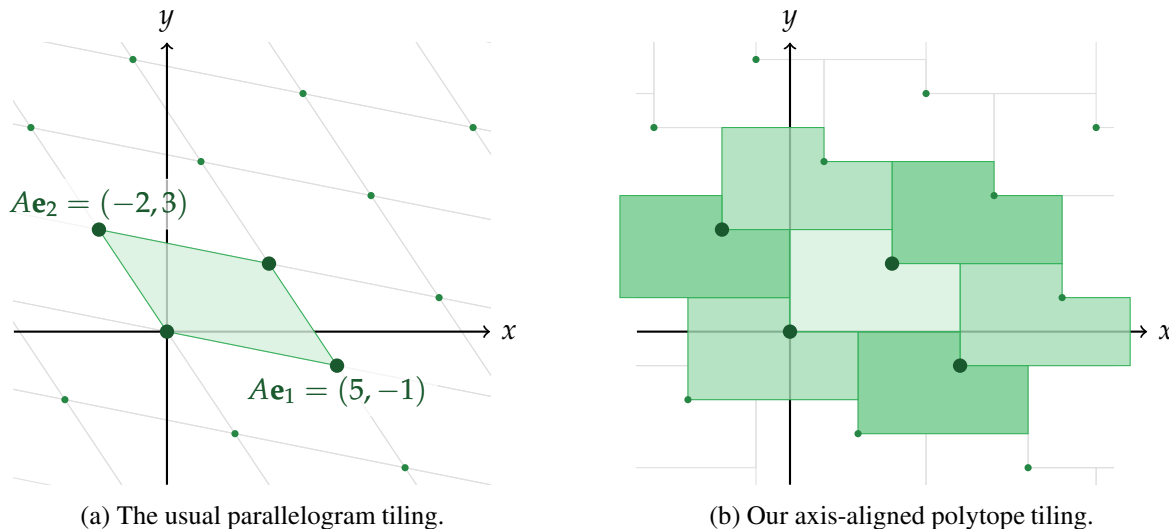 y
y
A𝐞₂ = (−2, 3)
x
x
A𝐞₁ = (5, −1)
(a) The usual parallelogram tiling.
(b) Our axis-aligned polytope tiling.